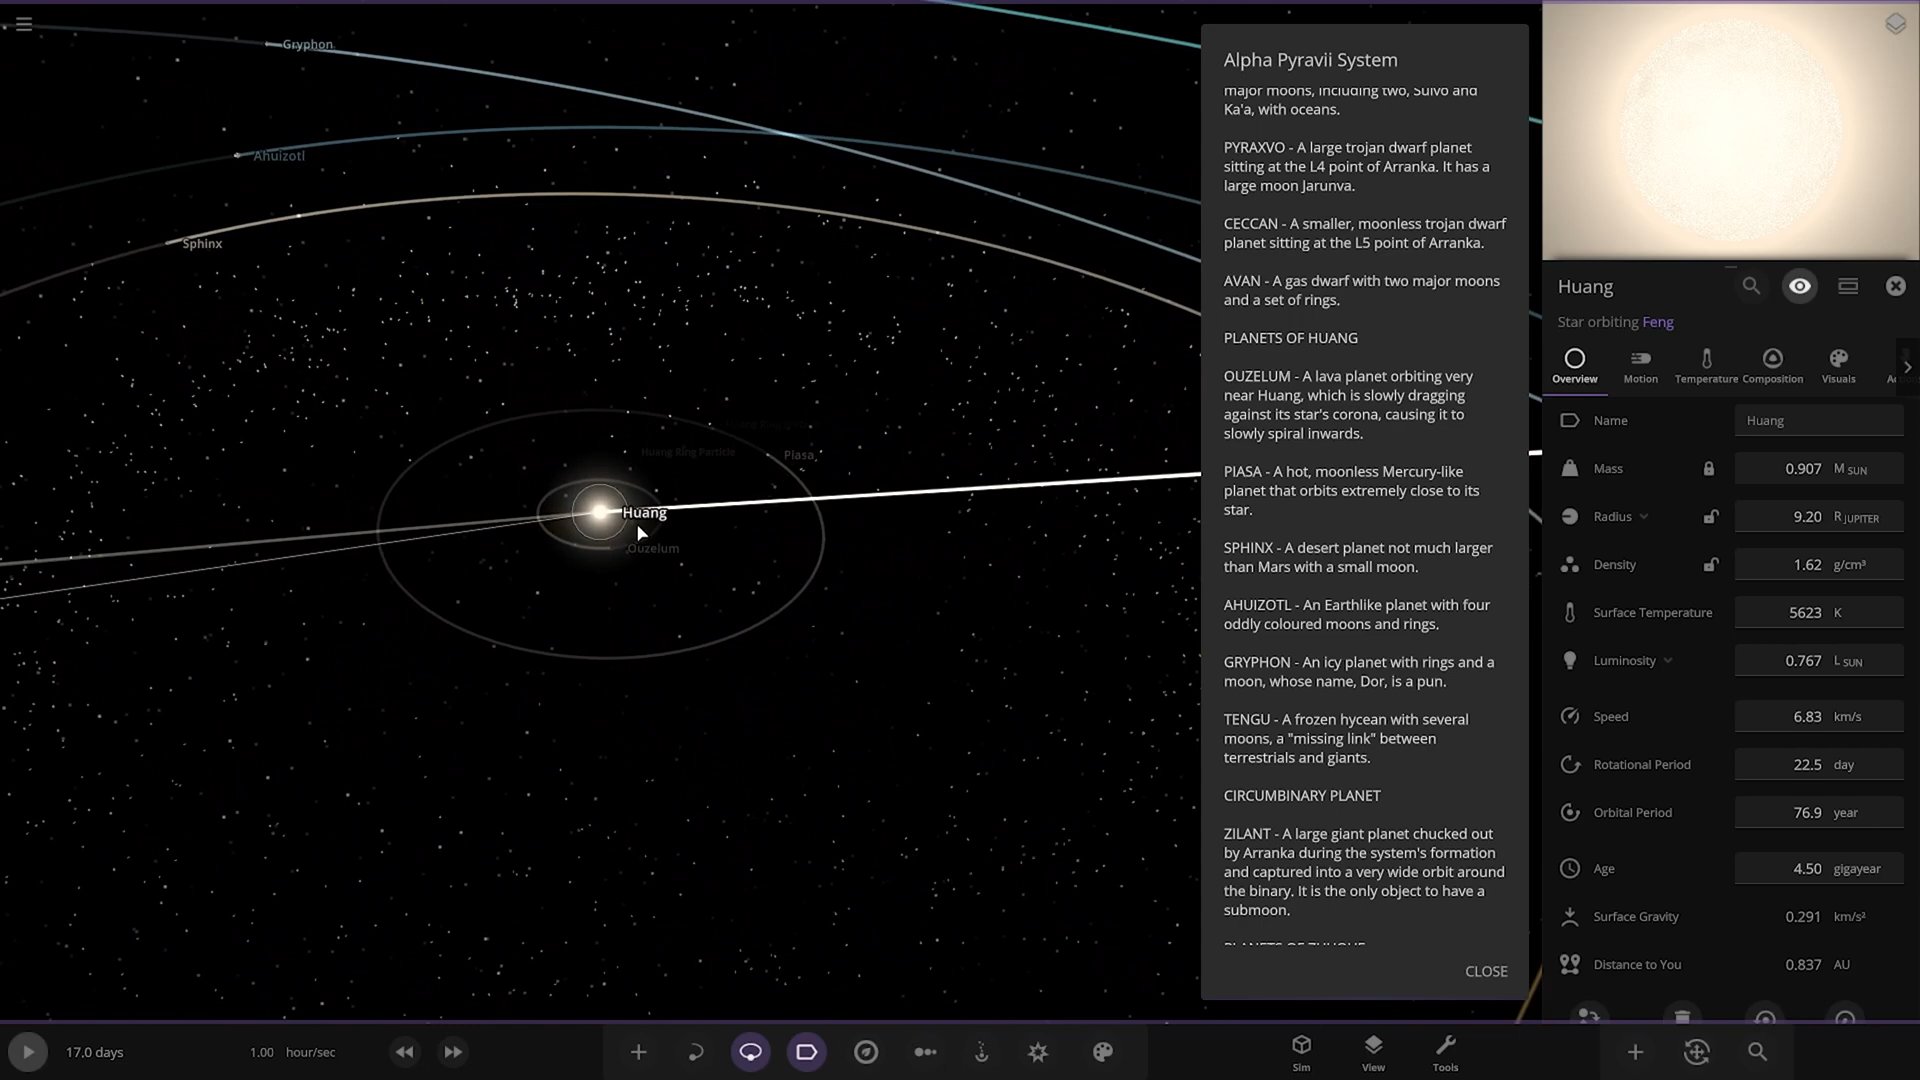 Gryphon
Ahuizotl
Sphinx
Huang Ring Particle
Piasa
Huang
Ouzelum
Alpha Pyravii System
major moons, including two, Suivo and
Ka'a, with oceans.
PYRAXVO - A large trojan dwarf planet
sitting at the L4 point of Arranka. It has a
large moon Jarunva.
CECCAN - A smaller, moonless trojan dwarf
planet sitting at the L5 point of Arranka.
AVAN - A gas dwarf with two major moons
and a set of rings.
PLANETS OF HUANG
OUZELUM - A lava planet orbiting very
near Huang, which is slowly dragging
against its star's corona, causing it to
slowly spiral inwards.
PIASA - A hot, moonless Mercury-like
planet that orbits extremely close to its
star.
SPHINX - A desert planet not much larger
than Mars with a small moon.
AHUIZOTL - An Earthlike planet with four
oddly coloured moons and rings.
GRYPHON - An icy planet with rings and a
moon, whose name, Dor, is a pun.
TENGU - A frozen hycean with several
moons, a "missing link" between
terrestrials and giants.
CIRCUMBINARY PLANET
ZILANT - A large giant planet chucked out
by Arranka during the system's formation
and captured into a very wide orbit around
the binary. It is the only object to have a
submoon.
CLOSE
Huang
Star orbiting Feng
Overview
Motion
Temperature
Composition
Visuals
Name Huang
Mass 0.907 M SUN
Radius 9.20 R JUPITER
Density 1.62 g/cm³
Surface Temperature 5623 K
Luminosity 0.767 L SUN
Speed 6.83 km/s
Rotational Period 22.5 day
Orbital Period 76.9 year
Age 4.50 gigayear
Surface Gravity 0.291 km/s²
Distance to You 0.837 AU
17.0 days
1.00 hour/sec
Sim
View
Tools